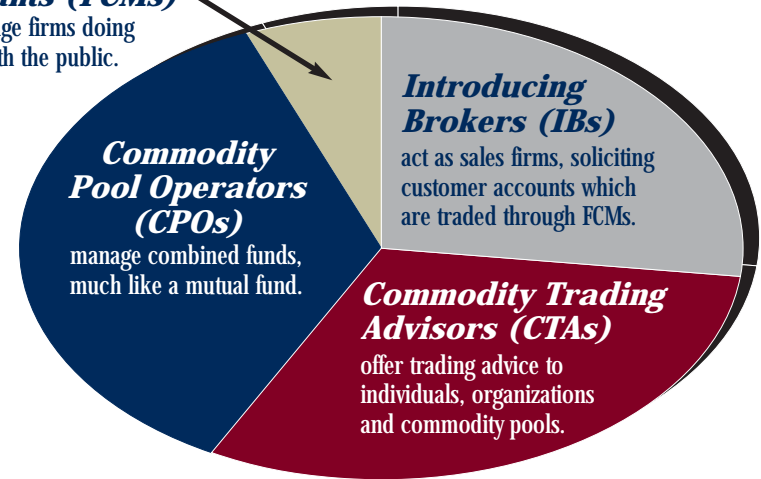 (FCMs)
firms doing
the public.
Introducing
Brokers (IBs)
act as sales firms, soliciting
customer accounts which
are traded through FCMs.
Commodity
Pool Operators
(CPOs)
manage combined funds,
much like a mutual fund.
Commodity Trading
Advisors (CTAs)
offer trading advice to
individuals, organizations
and commodity pools.